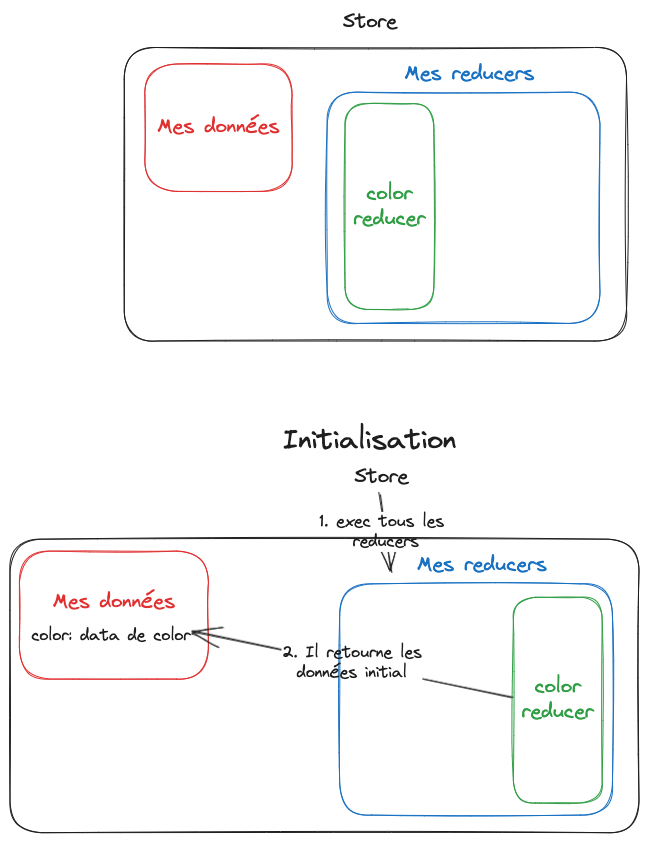 Store
Mes reducers
Mes données
color
reducer
Initialisation
Store
1. exec tous les
reducers
Mes reducers
Mes données
color: data de color
2. Il retourne les
données initial
color
reducer